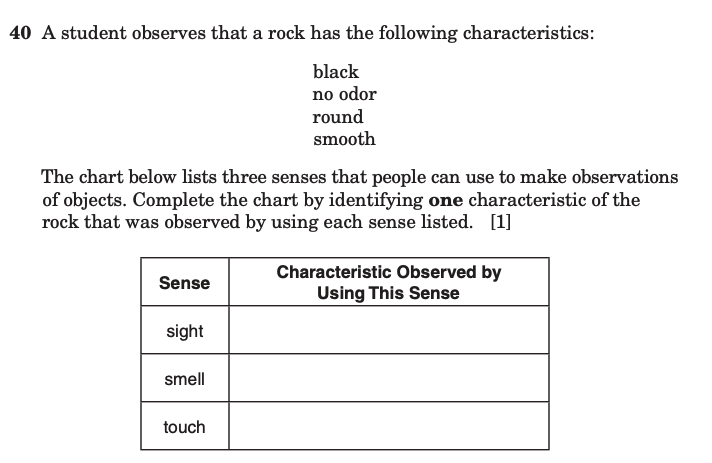 40 A student observes that a rock has the following characteristics:
black
no odor
round
smooth
The chart below lists three senses that people can use to make observations
of objects. Complete the chart by identifying one characteristic of the
rock that was observed by using each sense listed. [1]
Sense
Characteristic Observed by
Using This Sense
sight
smell
touch